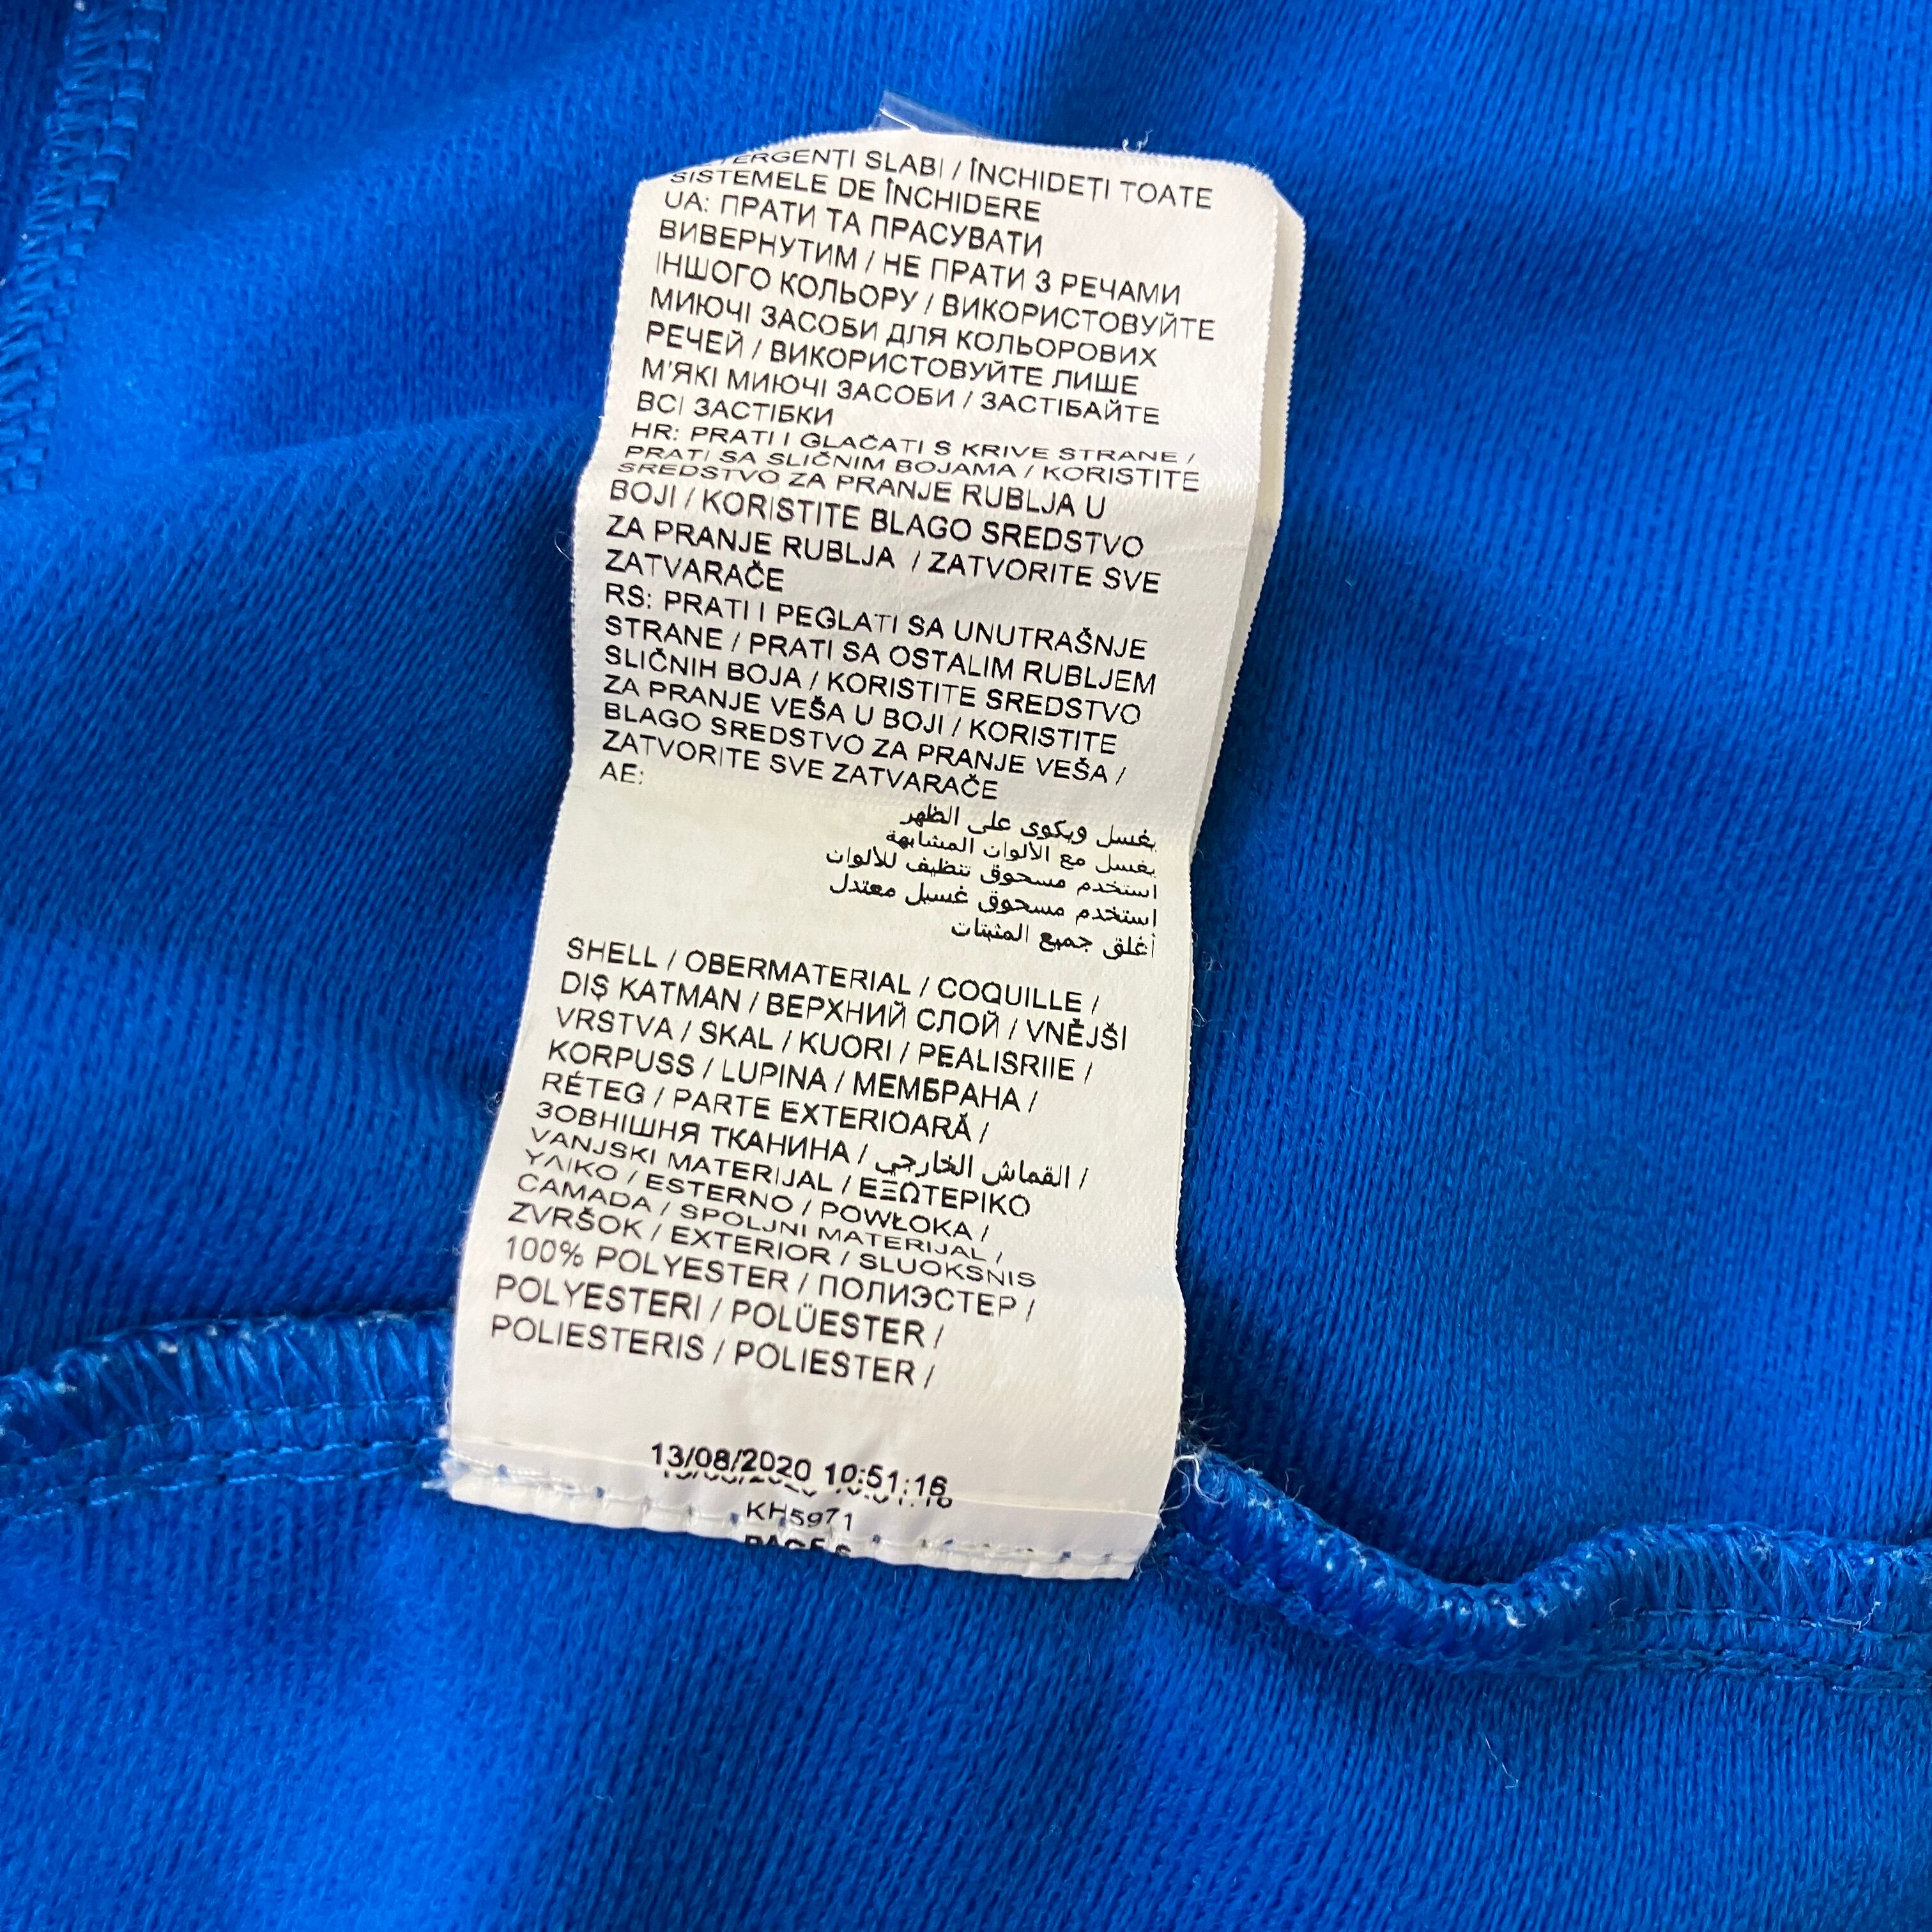 DETERGENTI SLABI / ÎNCHIDEȚI TOATE
SISTEMELE DE ÎNCHIDERE
UA: ПРАТИ ТА ПРАСУВАТИ
ВИВЕРНУТИМ / НЕ ПРАТИ З РЕЧАМИ
ІНШОГО КОЛЬОРУ / ВИКОРИСТОВУЙТЕ
МИЮЧІ ЗАСОБИ ДЛЯ КОЛЬОРОВИХ
РЕЧЕЙ / ВИКОРИСТОВУЙТЕ ЛИШЕ
М'ЯКІ МИЮЧІ ЗАСОБИ / ЗАСТІБАЙТЕ
ВСІ ЗАСТІБКИ
HR: PRATI I GLAČATI S KRIVE STRANE /
PRATI SA SLIČNIM BOJAMA / KORISTITE
SREDSTVO ZA PRANJE RUBLJA U
BOJI / KORISTITE BLAGO SREDSTVO
ZA PRANJE RUBLJA / ZATVORITE SVE
ZATVARAČE
RS: PRATI I PEGLATI SA UNUTRAŠNJE
STRANE / PRATI SA OSTALIM RUBLJEM
SLIČNIH BOJA / KORISTITE SREDSTVO
ZA PRANJE VEŠA U BOJI / KORISTITE
BLAGO SREDSTVO ZA PRANJE VEŠA /
ZATVORITE SVE ZATVARAČE
AE:
يغسل ويكوى على الظهر
يغسل مع الألوان المشابهة
استخدم مسحوق تنظيف للألوان
استخدم مسحوق غسيل معتدل
أغلق جميع المثبتات
SHELL / OBERMATERIAL / COQUILLE /
DIŞ KATMAN / ВЕРХНИЙ СЛОЙ / VNĚJŠI
VRSTVA / SKAL / KUORI / PEALISRIIE /
KORPUSS / LUPINA / МЕМБРАНА /
RÉTEG / PARTE EXTERIOARĂ /
ЗОВНІШНЯ ТКАНИНА / القماش الخارجي /
VANJSKI MATERIJAL / ΕΞΩΤΕΡΙΚΟ
ΥΛΙΚΟ / ESTERNO / POWŁOKA /
CAMADA / SPOLJNI MATERIJAL /
ZVRŠOK / EXTERIOR / SLUOKSNIS
100% POLYESTER / ПОЛИЭСТЕР /
POLYESTERI / POLÜESTER /
POLIESTERIS / POLIESTER /
13/08/2020 10:51:16
KH5971